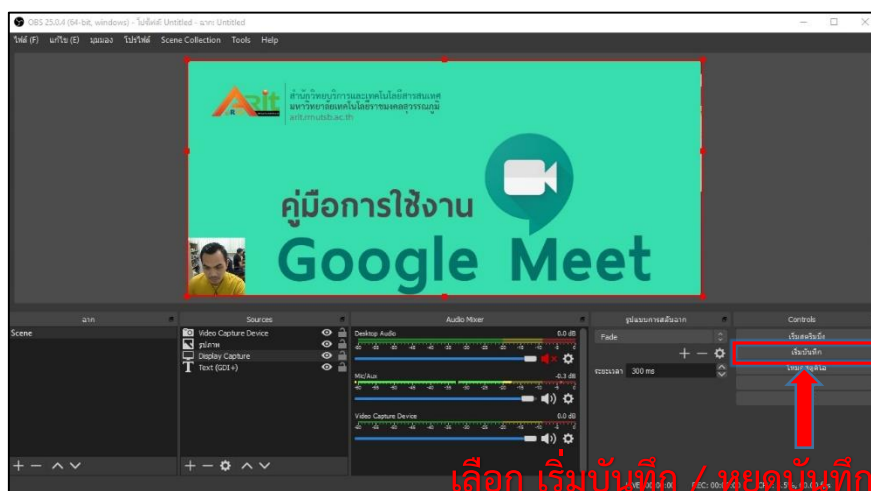 OBS 25.0.4 (64-bit, windows) - โปรไฟล์ Untitled - ฉาก: Untitled
ไฟล์ (F) แก้ไข (E) มุมมอง โปรไฟล์ Scene Collection Tools Help
Arit
สำนักวิทยบริการและเทคโนโลยีสารสนเทศ
มหาวิทยาลัยเทคโนโลยีราชมงคลสุวรรณภูมิ
arit.rmutsb.ac.th
คู่มือการใช้งาน
Google Meet
ฉาก Sources Audio Mixer รูปแบบการสลับฉาก Controls
Scene
Video Capture Device
รูปภาพ
Display Capture
Text (GDI+)
Desktop Audio 0.0 dB
Mic/Aux -0.3 dB
Video Capture Device 0.0 dB
Fade
ระยะเวลา 300 ms
เริ่มสตรีมมิ่ง
เริ่มบันทึก
เลือก เริ่มบันทึก / หยุดบันทึก